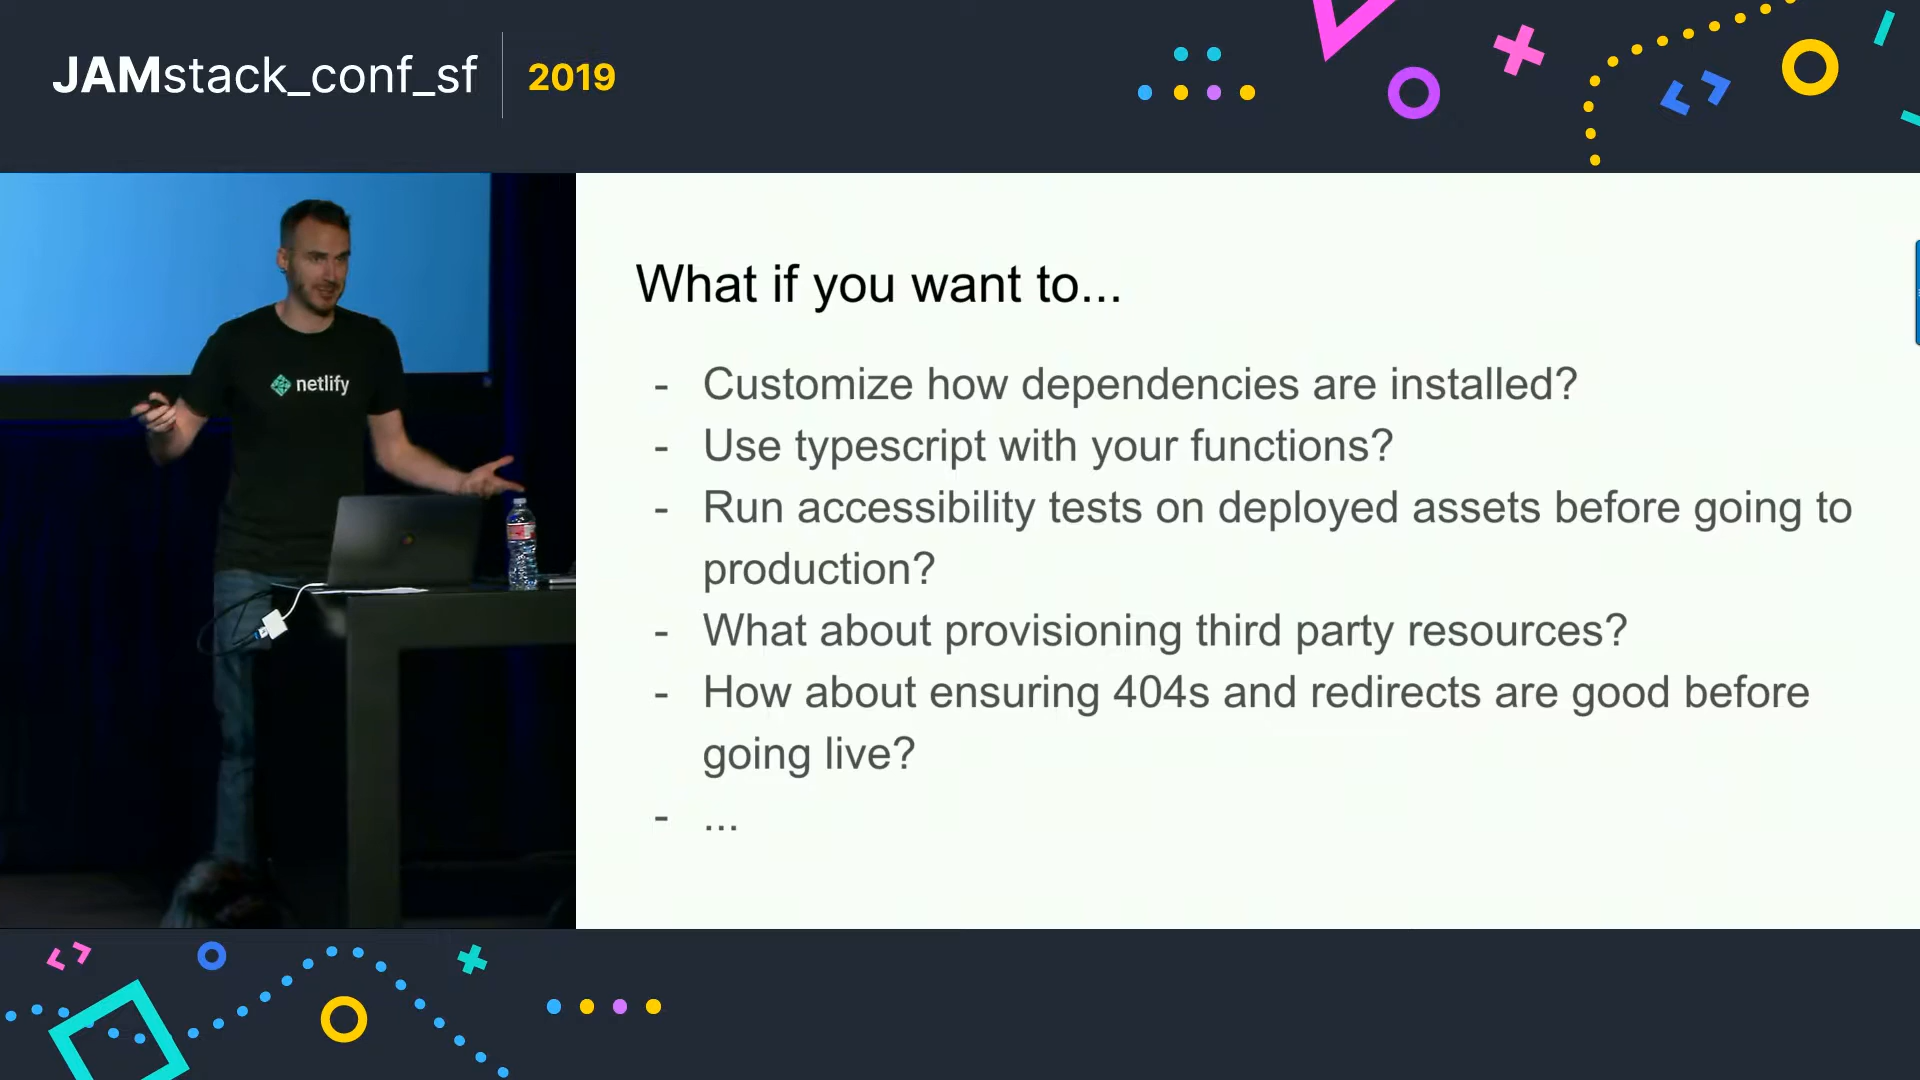 JAMstack_conf_sf
2019
netlify
What if you want to...
- Customize how dependencies are installed?
- Use typescript with your functions?
- Run accessibility tests on deployed assets before going to
production?
- What about provisioning third party resources?
- How about ensuring 404s and redirects are good before
going live?
- ...